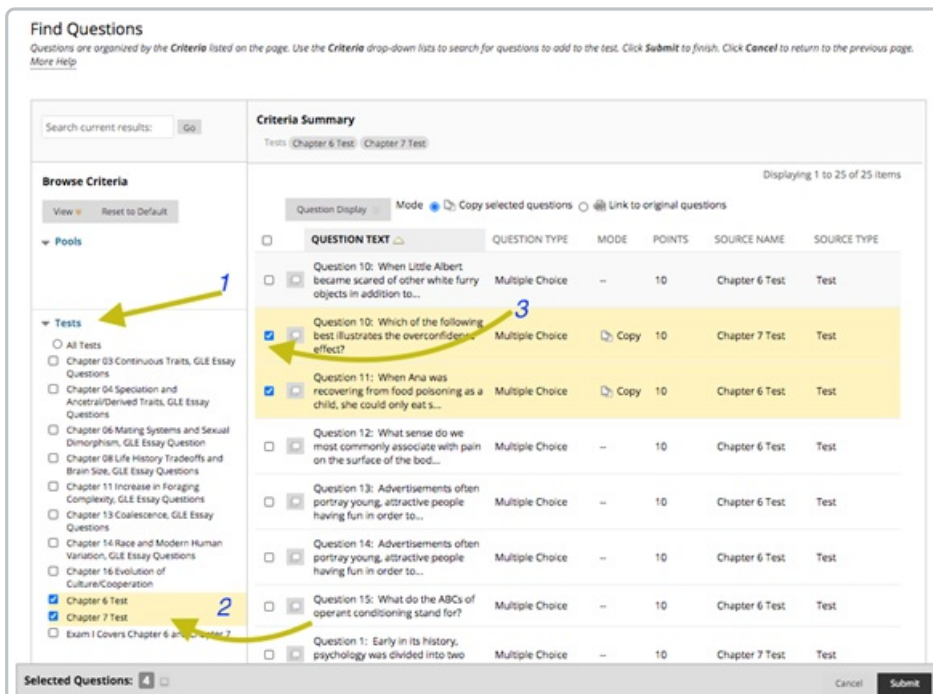 Find Questions
Questions are organized by the Criteria listed on the page. Use the Criteria drop-down lists to search for questions to add to the test. Click Submit to finish. Click Cancel to return to the previous page.
More Help
Search current results: Go
Criteria Summary
Tests Chapter 6 Test Chapter 7 Test
Displaying 1 to 25 of 25 items
Browse Criteria
View Reset to Default
Pools
1
Tests
All Tests
Chapter 03 Continuous Traits, GLE Essay
Questions
Chapter 04 Speciation and
Ancetral/Derived Traits, GLE Essay
Questions
Chapter 06 Mating Systems and Sexual
Dimorphism, GLE Essay Question
Chapter 08 Life History Tradeoffs and
Brain Size, GLE Essay Questions
Chapter 11 Increase in Foraging
Complexity, GLE Essay Questions
Chapter 13 Coalescence, GLE Essay
Questions
Chapter 14 Race and Modern Human
Variation, GLE Essay Questions
Chapter 16 Evolution of
Culture/Cooperation
Chapter 6 Test
2
Chapter 7 Test
Exam I Covers Chapter 6 and Chapter 7
Question Display Mode Copy selected questions Link to original questions
QUESTION TEXT QUESTION TYPE MODE POINTS SOURCE NAME SOURCE TYPE
Question 10: When Little Albert
became scared of other white furry Multiple Choice -- 10 Chapter 6 Test Test
objects in addition to...
3
Question 10: Which of the following
best illustrates the overconfidence Multiple Choice Copy 10 Chapter 7 Test Test
effect?
Question 11: When Ana was
recovering from food poisoning as a Multiple Choice Copy 10 Chapter 6 Test Test
child, she could only eat s...
Question 12: What sense do we
most commonly associate with pain Multiple Choice -- 10 Chapter 6 Test Test
on the surface of the bod...
Question 13: Advertisements often
portray young, attractive people Multiple Choice -- 10 Chapter 6 Test Test
having fun in order to...
Question 14: Advertisements often
portray young, attractive people Multiple Choice -- 10 Chapter 6 Test Test
having fun in order to...
Question 15: What do the ABCs of
operant conditioning stand for? Multiple Choice -- 10 Chapter 6 Test Test
Question 1: Early in its history,
psychology was divided into two Multiple Choice -- 10 Chapter 7 Test Test
Selected Questions: 4
Cancel Submit